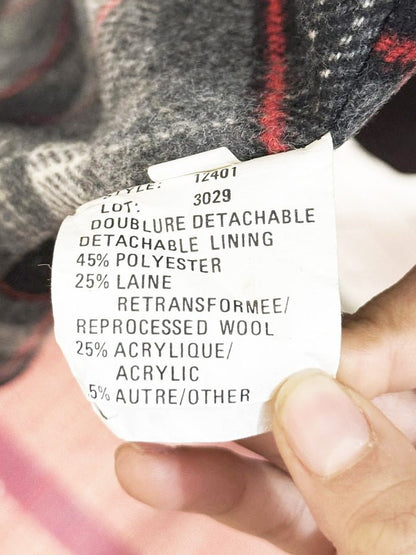 STYLE: 12401
LOT: 3029
DOUBLURE DETACHABLE
DETACHABLE LINING
45% POLYESTER
25% LAINE
RETRANSFORMEE/
REPROCESSED WOOL
25% ACRYLIQUE/
ACRYLIC
5% AUTRE/OTHER